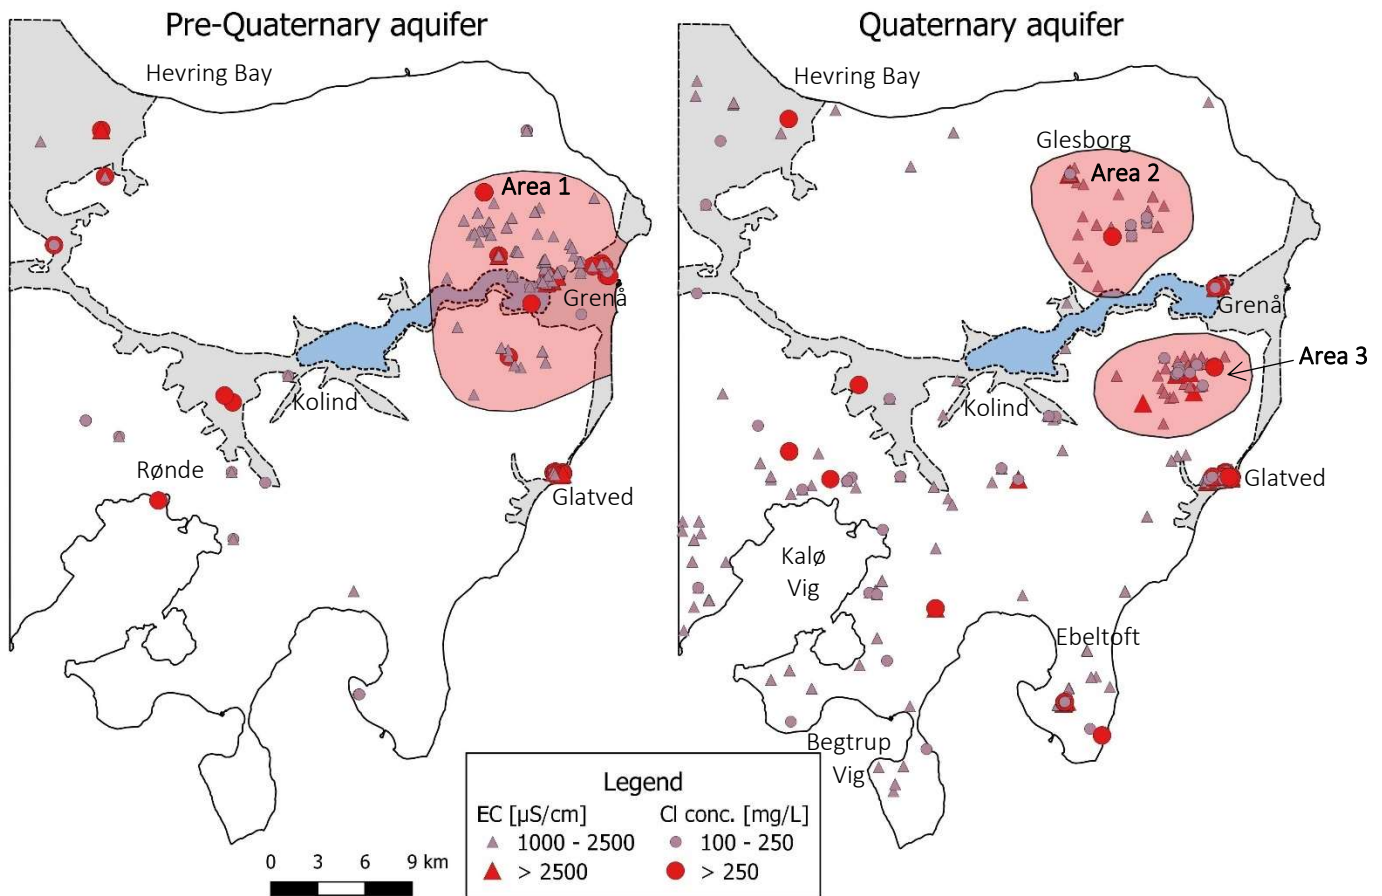 Pre-Quaternary aquifer
Hevring Bay
Area 1
Grenå
Kolind
Rønde
Glatved
Quaternary aquifer
Hevring Bay
Glesborg
Area 2
Grenå
Area 3
Kolind
Glatved
Kalø
Vig
Ebeltoft
Begtrup
Vig
Legend
EC [µS/cm]
1000 - 2500
> 2500
Cl conc. [mg/L]
100 - 250
> 250
0 3 6 9 km